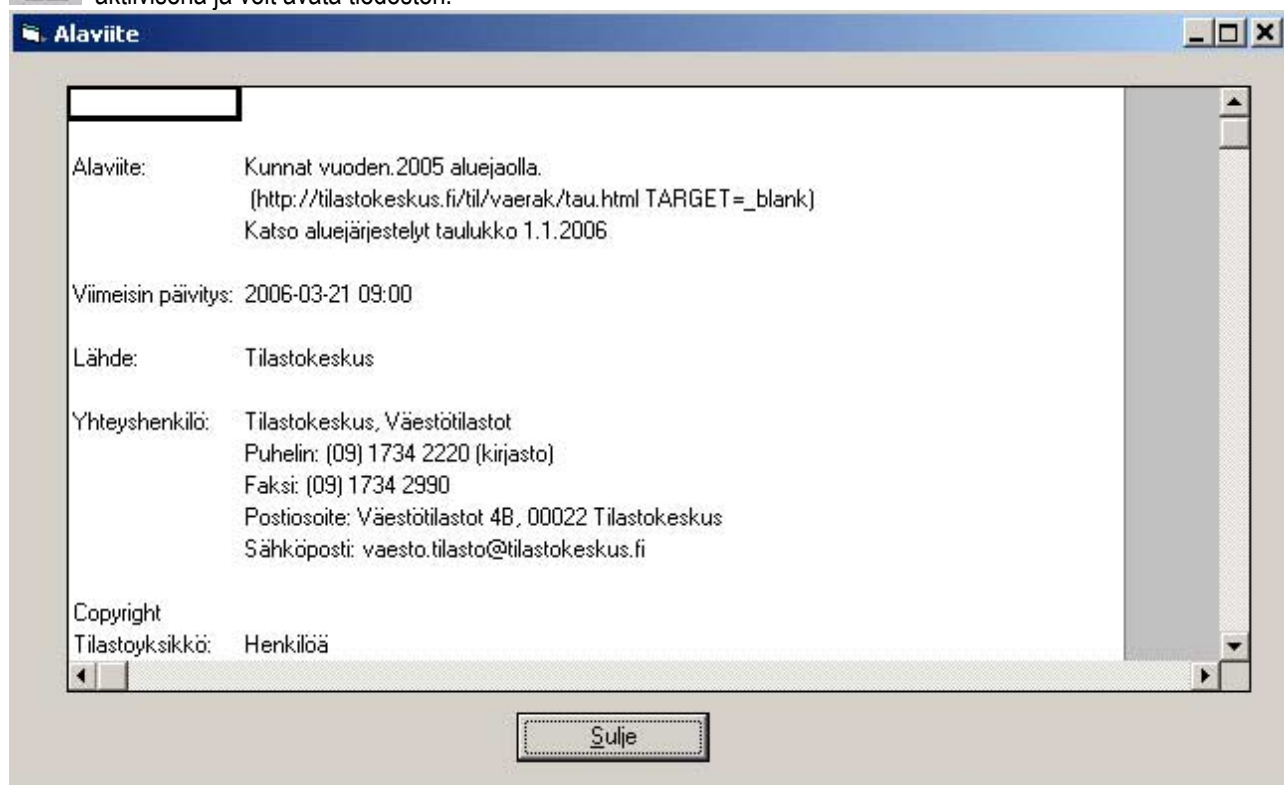 aktiivisena ja voit avata tiedoston.
Alaviite
Alaviite: Kunnat vuoden.2005 aluejaolla.
(http://tilastokeskus.fi/til/vaerak/tau.html TARGET=_blank)
Katso aluejärjestelyt taulukko 1.1.2006
Viimeisin päivitys: 2006-03-21 09:00
Lähde: Tilastokeskus
Yhteyshenkilö: Tilastokeskus, Väestötilastot
Puhelin: (09) 1734 2220 (kirjasto)
Faksi: (09) 1734 2990
Postiosoite: Väestötilastot 4B, 00022 Tilastokeskus
Sähköposti: vaesto.tilasto@tilastokeskus.fi
Copyright
Tilastoyksikkö: Henkilöä
Sulje